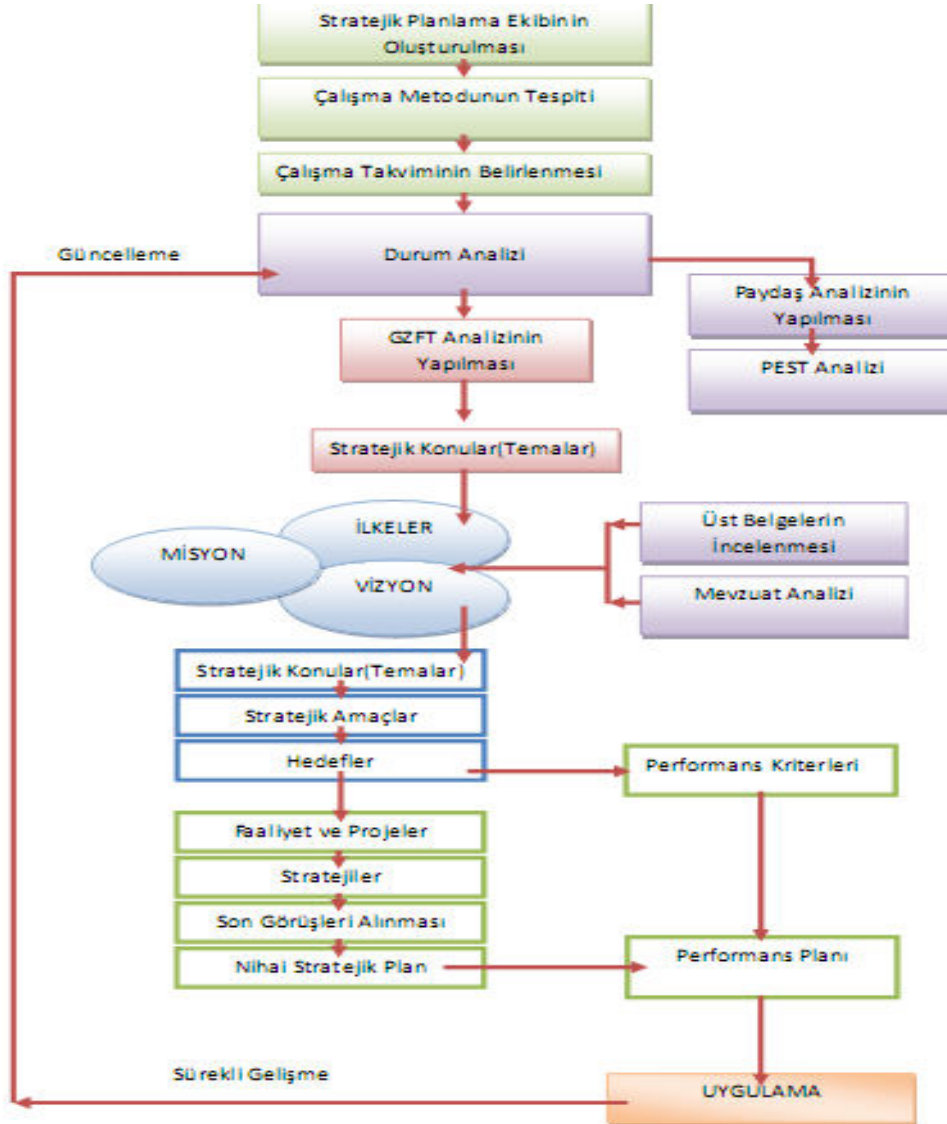 Stratejik Planlama Ekibinin
Oluşturulması
Çalışma Metodunun Tespiti
Çalışma Takviminin Belirlenmesi
Güncelleme
Durum Analizi
Paydaş Analizinin
Yapılması
GZFT Analizinin
Yapılması
PEST Analizi
Stratejik Konular(Temalar)
İLKELER
MİSYON
VİZYON
Üst Belgelerin
İncelenmesi
Mevzuat Analizi
Stratejik Konular(Temalar)
Stratejik Amaçlar
Hedefler
Performans Kriterleri
Faaliyet ve Projeler
Stratejiler
Son Görüşleri Alınması
Nihai Stratejik Plan
Performans Planı
Sürekli Gelişme
UYGULAMA